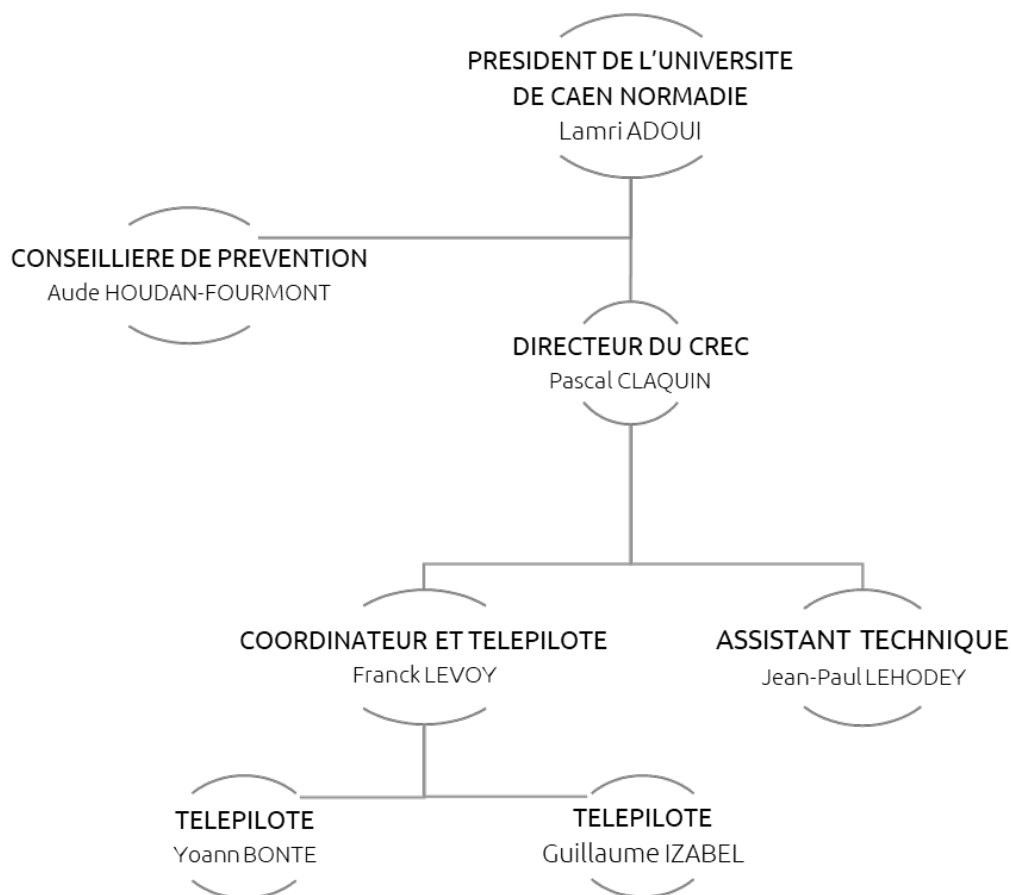 PRESIDENT DE L'UNIVERSITE
DE CAEN NORMADIE
Lamri ADOUI
CONSEILLIERE DE PREVENTION
Aude HOUDAN-FOURMONT
DIRECTEUR DU CREC
Pascal CLAQUIN
COORDINATEUR ET TELEPILOTE
Franck LEVOY
ASSISTANT TECHNIQUE
Jean-Paul LEHODEY
TELEPILOTE
Yoann BONTE
TELEPILOTE
Guillaume IZABEL